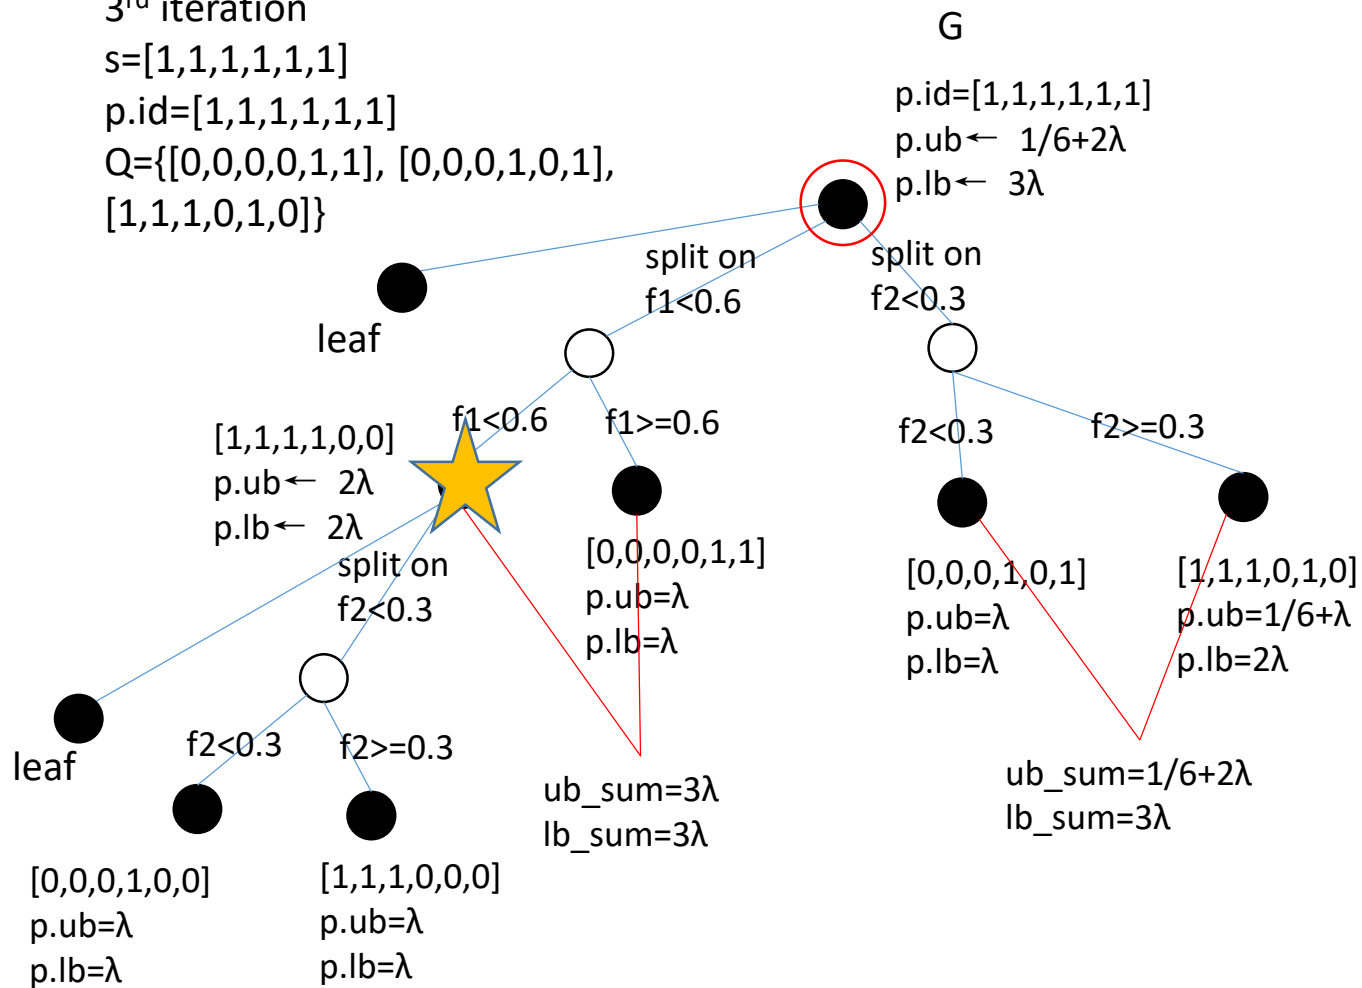 3rd iteration
s=[1,1,1,1,1,1]
p.id=[1,1,1,1,1,1]
Q={[0,0,0,0,1,1], [0,0,0,1,0,1],
[1,1,1,0,1,0]}
G
p.id=[1,1,1,1,1,1]
p.ub← 1/6+2λ
p.lb← 3λ
leaf
split on
f1<0.6
split on
f2<0.3
f1<0.6
f1>=0.6
f2<0.3
f2>=0.3
[1,1,1,1,0,0]
p.ub← 2λ
p.lb← 2λ
[0,0,0,0,1,1]
p.ub=λ
p.lb=λ
[0,0,0,1,0,1]
p.ub=λ
p.lb=λ
[1,1,1,0,1,0]
p.ub=1/6+λ
p.lb=2λ
split on
f2<0.3
leaf
f2<0.3
f2>=0.3
ub_sum=3λ
lb_sum=3λ
ub_sum=1/6+2λ
lb_sum=3λ
[0,0,0,1,0,0]
p.ub=λ
p.lb=λ
[1,1,1,0,0,0]
p.ub=λ
p.lb=λ